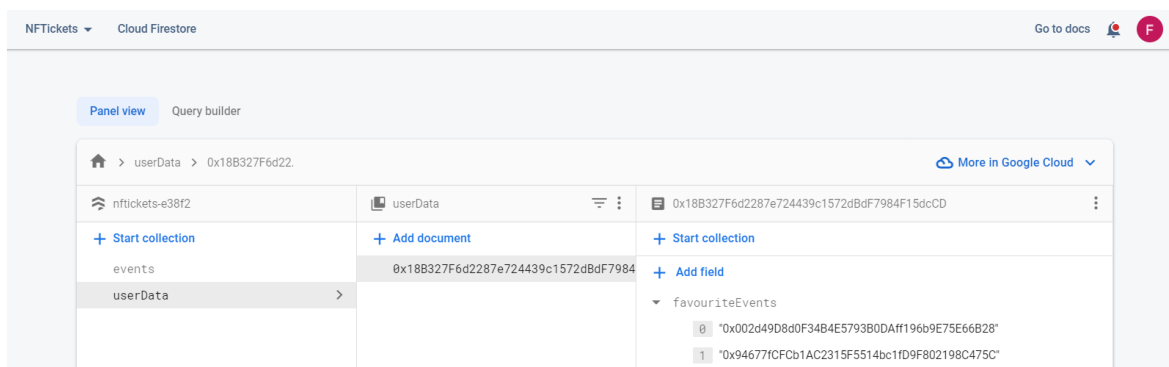 NFTickets Cloud Firestore Go to docs F
Panel view Query builder
userData > 0x18B327F6d22. More in Google Cloud
nftickets-e38f2 userData 0x18B327F6d2287e724439c1572dBdF7984F15dcCD
+ Start collection + Add document + Start collection
events 0x18B327F6d2287e724439c1572dBdF7984 + Add field
userData favouriteEvents
0 "0x002d49D8d0F34B4E5793B0DAff196b9E75E66B28"
1 "0x94677fCFCb1AC2315F5514bc1fD9F802198C475C"